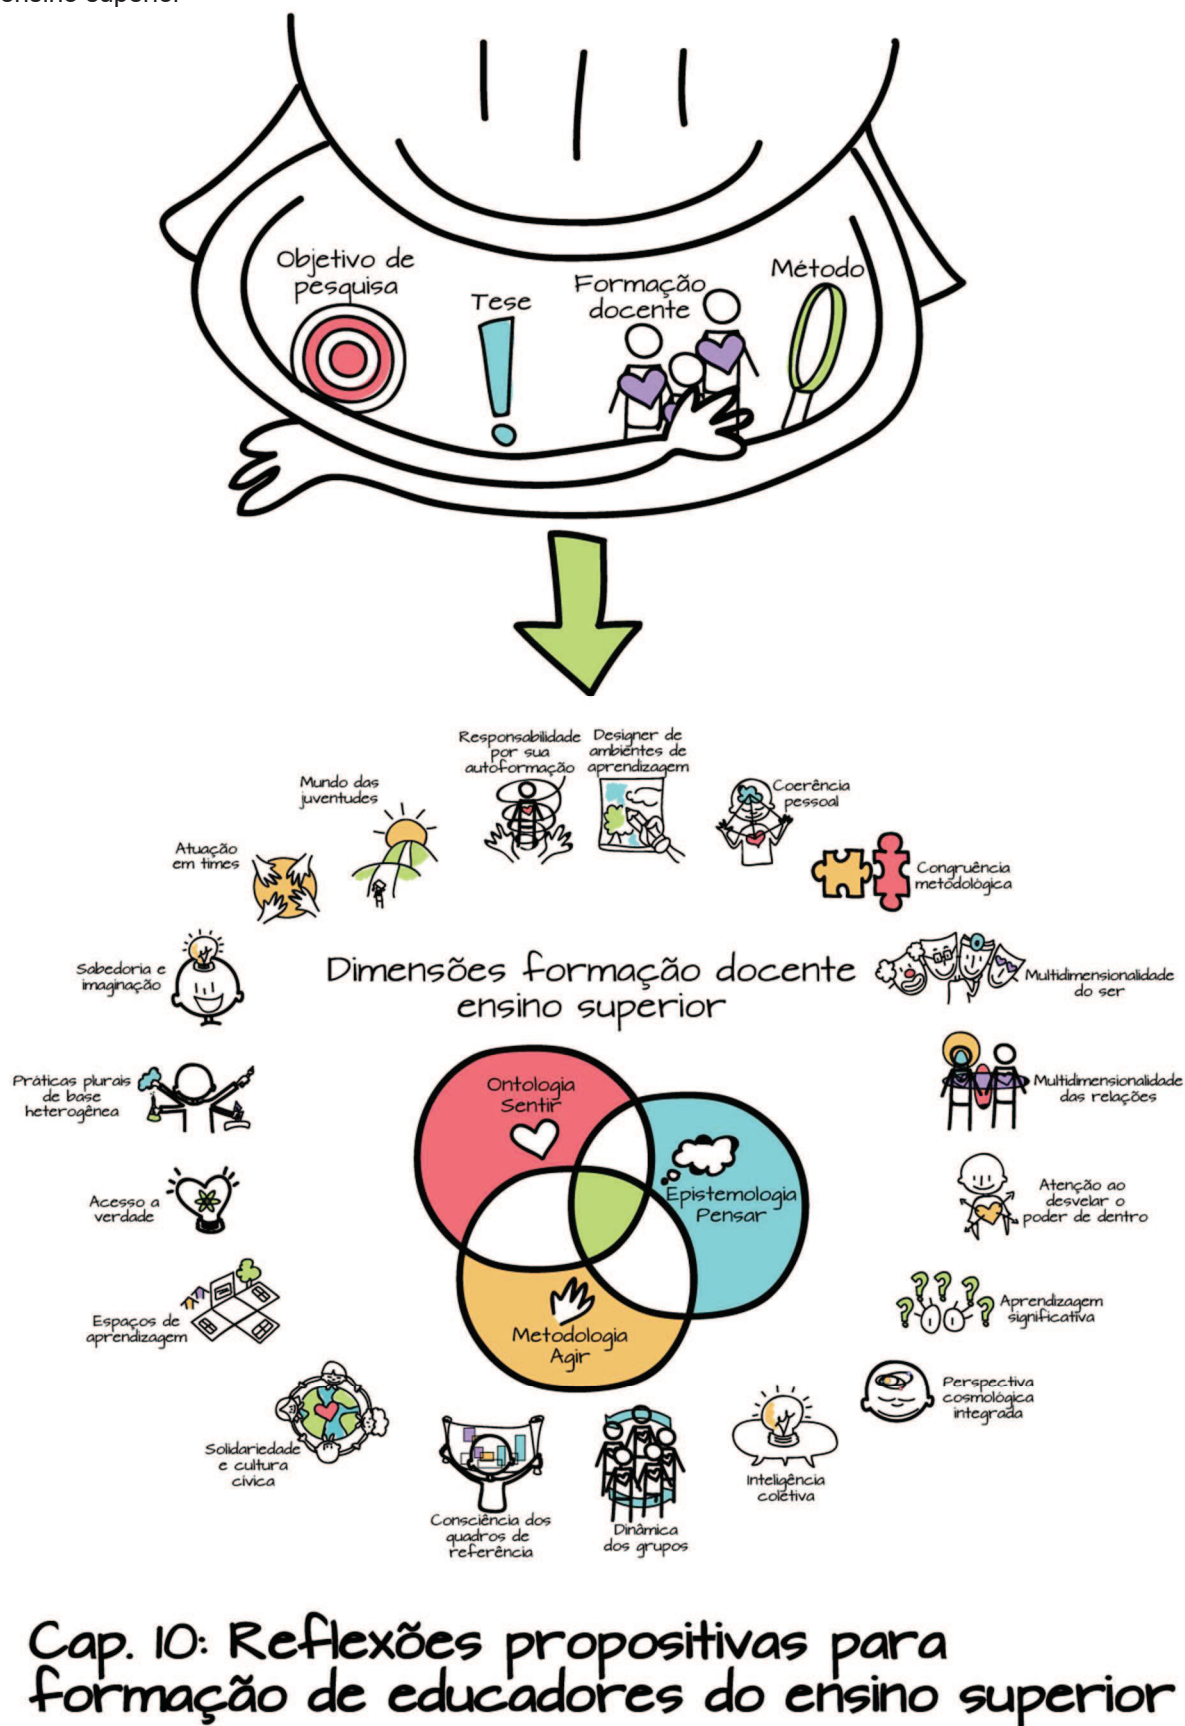 ensino superior
Objetivo de
pesquisa
Tese
Formação
docente
Método
Responsabilidade
por sua
autoformação
Designer de
ambientes de
aprendizagem
Mundo das
juventudes
Coerência
pessoal
Atuação
em times
Congruência
metodológica
Sabedoria e
imaginação
Dimensões formação docente
ensino superior
Multidimensionalidade
do ser
Práticas plurais
de base
heterogênea
Ontologia
Sentir
Multidimensionalidade
das relações
Acesso a
verdade
Epistemologia
Pensar
Atenção ao
desvelar o
poder de dentro
Espaços de
aprendizagem
Metodologia
Agir
Aprendizagem
significativa
Perspectiva
cosmológica
integrada
Solidariedade
e cultura
cívica
Consciência dos
quadros de
referência
Dinâmica
dos grupos
Inteligência
coletiva
Cap. 10: Reflexões propositivas para
formação de educadores do ensino superior